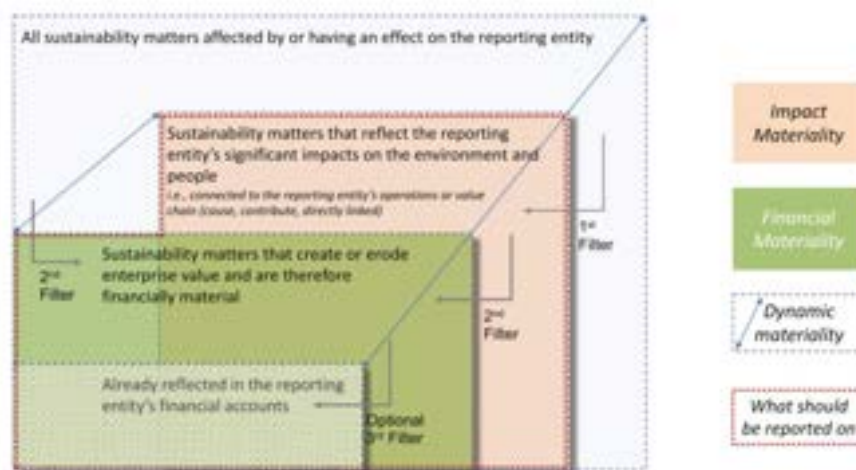 All sustainability matters affected by or having an effect on the reporting entity
Sustainability matters that reflect the reporting
entity's significant impacts on the environment and
people
i.e., connected to the reporting entity's operations or value
chain (cause, contribute, directly linked)
1st
Filter
2nd
Filter
Sustainability matters that create or erode
enterprise value and are therefore
financially material
2nd
Filter
Already reflected in the reporting
entity's financial accounts
Optional
3rd Filter
Impact
Materiality
Financial
Materiality
Dynamic
materiality
What should
be reported on